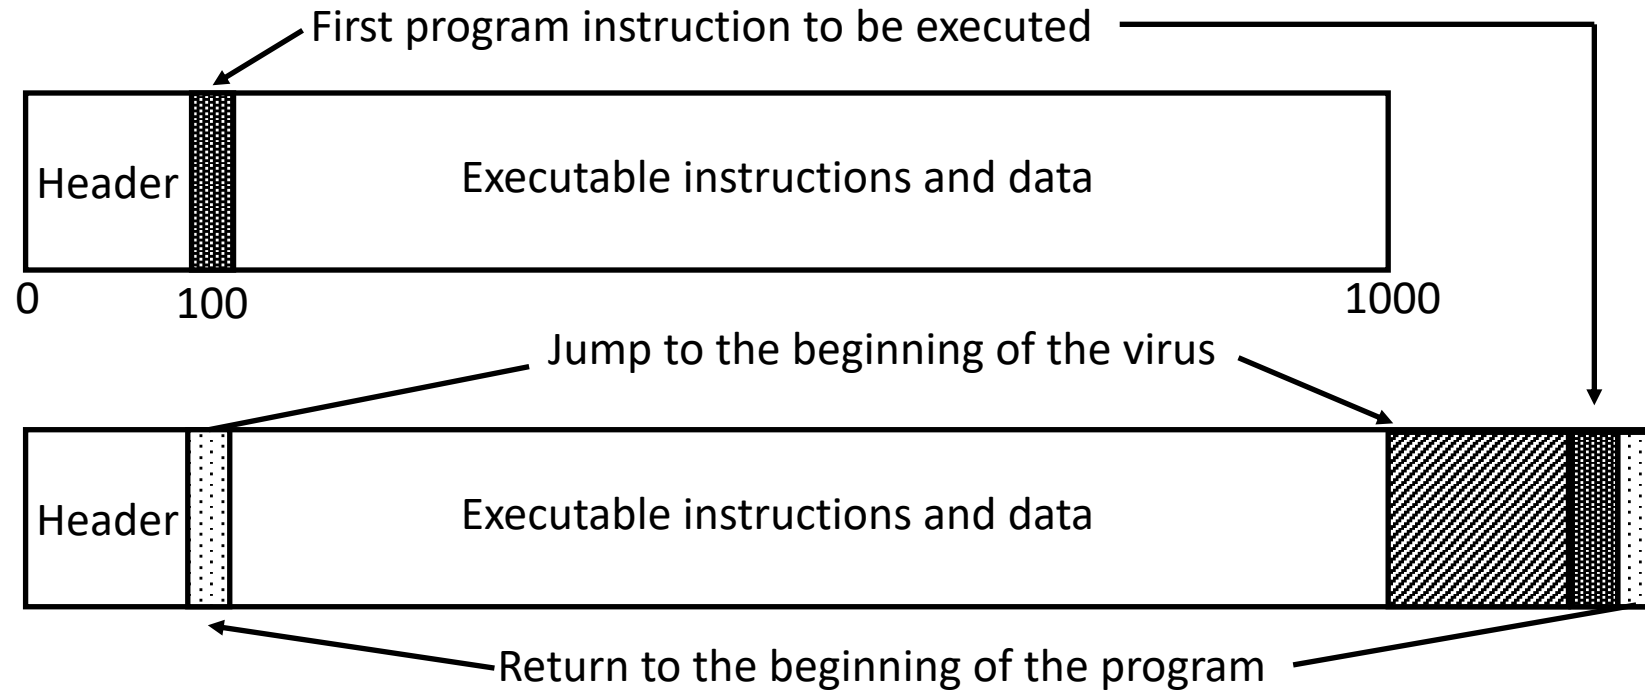 First program instruction to be executed
Header
Executable instructions and data
0
100
1000
Jump to the beginning of the virus
Header
Executable instructions and data
Return to the beginning of the program